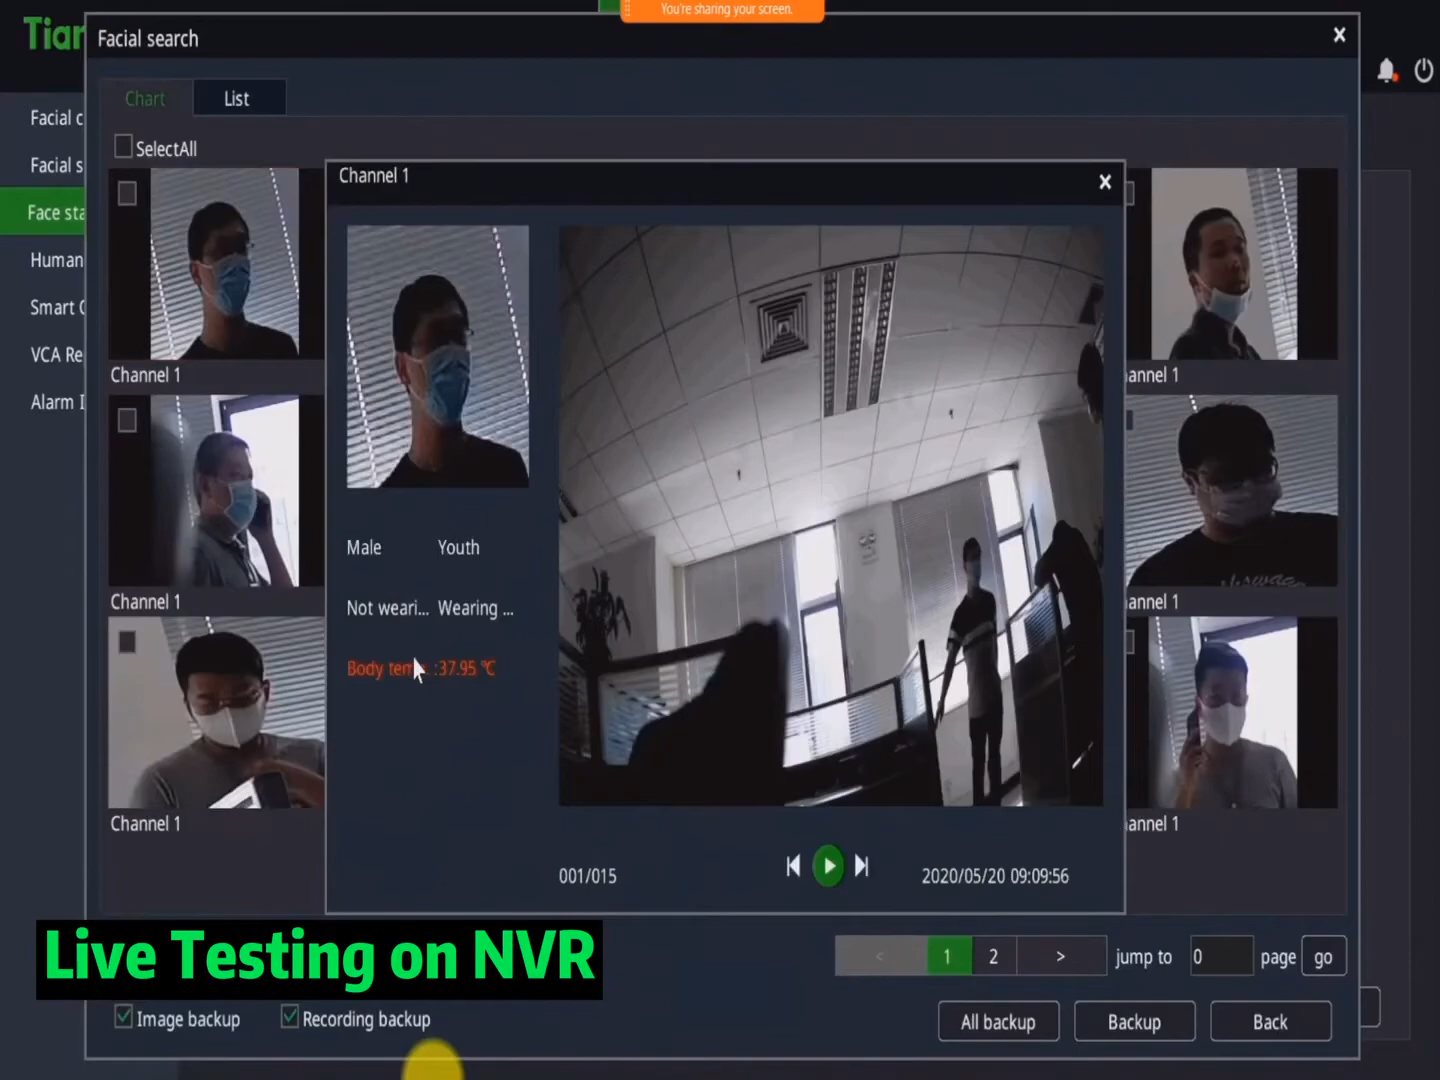 You're sharing your screen.
Tian
Facial search
Chart
List
SelectAll
Facial c
Facial s
Face sta
Human
Smart
VCA Re
Alarm I
Channel 1
Channel 1
Channel 1
Channel 1
Male
Youth
Not weari...
Wearing ...
Body tem :37.95 ℃
001/015
2020/05/20 09:09:56
annel 1
annel 1
annel 1
Live Testing on NVR
<
1
2
>
jump to
0
page
go
Image backup
Recording backup
All backup
Backup
Back